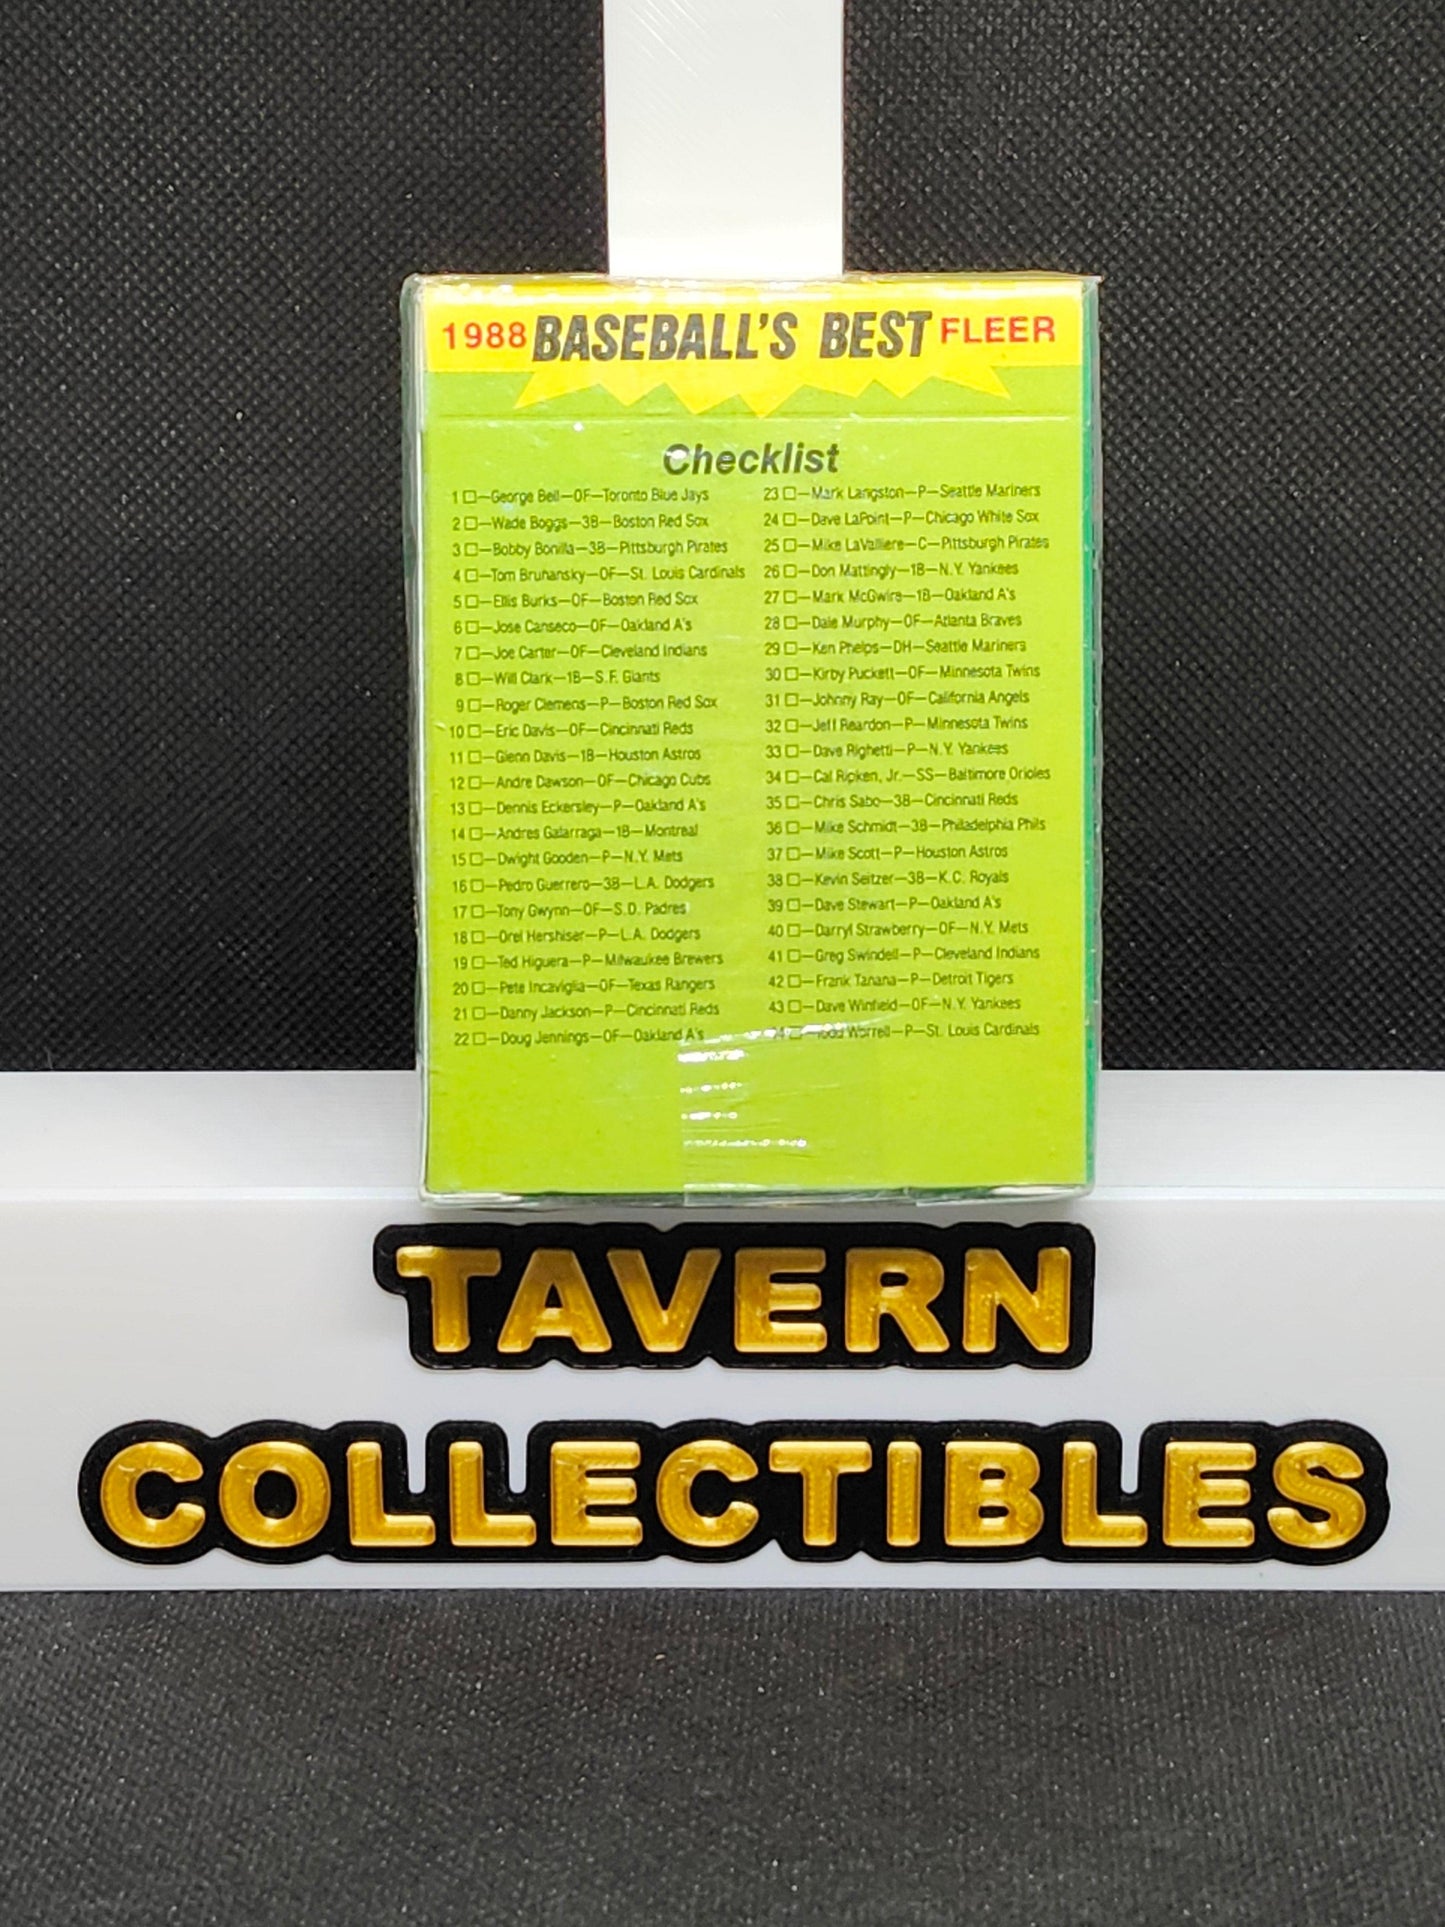 1988 BASEBALL'S BEST FLEER
Checklist
1 □—George Bell—OF—Toronto Blue Jays
2 □—Wade Boggs—3B—Boston Red Sox
3 □—Bobby Bonilla—3B—Pittsburgh Pirates
4 □—Tom Brunansky—OF—St. Louis Cardinals
5 □—Ellis Burks—OF—Boston Red Sox
6 □—Jose Canseco—OF—Oakland A's
7 □—Joe Carter—OF—Cleveland Indians
8 □—Will Clark—1B—S.F. Giants
9 □—Roger Clemens—P—Boston Red Sox
10 □—Eric Davis—OF—Cincinnati Reds
11 □—Glenn Davis—1B—Houston Astros
12 □—Andre Dawson—OF—Chicago Cubs
13 □—Dennis Eckersley—P—Oakland A's
14 □—Andres Galarraga—1B—Montreal
15 □—Dwight Gooden—P—N.Y. Mets
16 □—Pedro Guerrero—3B—L.A. Dodgers
17 □—Tony Gwynn—OF—S.D. Padres
18 □—Orel Hershiser—P—L.A. Dodgers
19 □—Ted Higuera—P—Milwaukee Brewers
20 □—Pete Incaviglia—OF—Texas Rangers
21 □—Danny Jackson—P—Cincinnati Reds
22 □—Doug Jennings—OF—Oakland A's
23 □—Mark Langston—P—Seattle Mariners
24 □—Dave LaPoint—P—Chicago White Sox
25 □—Mike LaValliere—C—Pittsburgh Pirates
26 □—Don Mattingly—1B—N.Y. Yankees
27 □—Mark McGwire—1B—Oakland A's
28 □—Dale Murphy—OF—Atlanta Braves
29 □—Ken Phelps—DH—Seattle Mariners
30 □—Kirby Puckett—OF—Minnesota Twins
31 □—Johnny Ray—OF—California Angels
32 □—Jeff Reardon—P—Minnesota Twins
33 □—Dave Righetti—P—N.Y. Yankees
34 □—Cal Ripken, Jr.—SS—Baltimore Orioles
35 □—Chris Sabo—3B—Cincinnati Reds
36 □—Mike Schmidt—3B—Philadelphia Phils
37 □—Mike Scott—P—Houston Astros
38 □—Kevin Seitzer—3B—K.C. Royals
39 □—Dave Stewart—P—Oakland A's
40 □—Darryl Strawberry—OF—N.Y. Mets
41 □—Greg Swindell—P—Cleveland Indians
42 □—Frank Tanana—P—Detroit Tigers
43 □—Dave Winfield—OF—N.Y. Yankees
44 □—Todd Worrell—P—St. Louis Cardinals
TAVERN
COLLECTIBLES